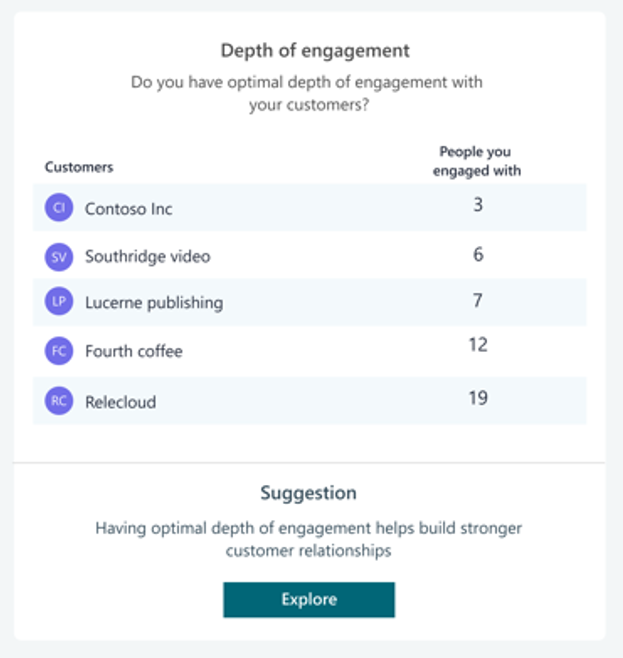 Depth of engagement
Do you have optimal depth of engagement with
your customers?
Customers
People you
engaged with
CI Contoso Inc 3
SV Southridge video 6
LP Lucerne publishing 7
FC Fourth coffee 12
RC Relecloud 19
Suggestion
Having optimal depth of engagement helps build stronger
customer relationships
Explore